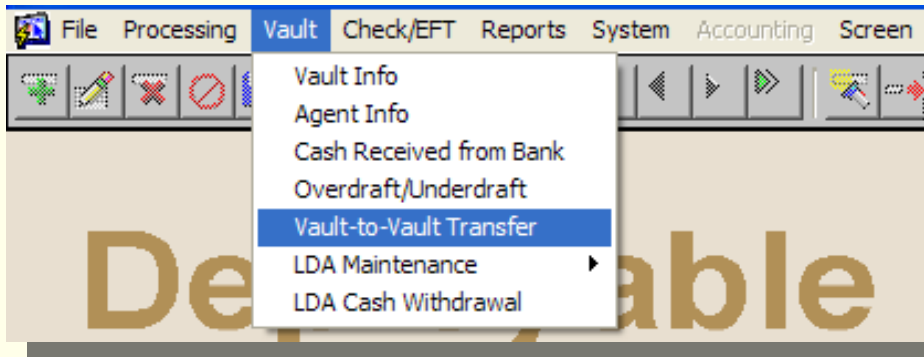 File Processing Vault Check/EFT Reports System Accounting Screen
Vault Info
Agent Info
Cash Received from Bank
Overdraft/Underdraft
Vault-to-Vault Transfer
LDA Maintenance
LDA Cash Withdrawal